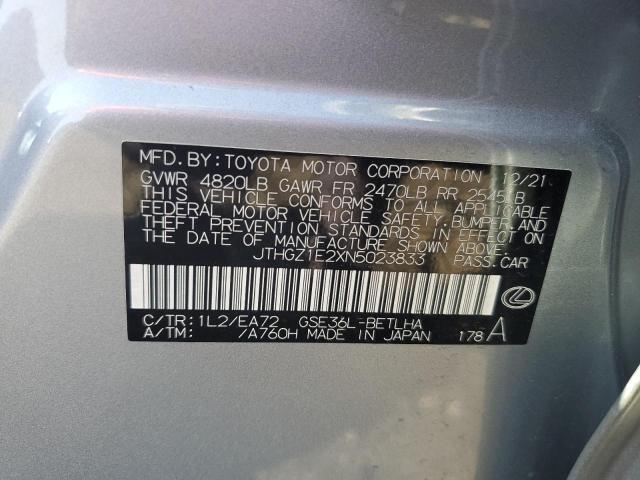 MFD. BY: TOYOTA MOTOR CORPORATION 12/21
GVWR 4820LB GAWR FR 2470LB RR 2545LB
THIS VEHICLE CONFORMS TO ALL APPLICABLE
FEDERAL MOTOR VEHICLE SAFETY, BUMPER, AND
THEFT PREVENTION STANDARDS IN EFFECT ON
THE DATE OF MANUFACTURE SHOWN ABOVE.
JTHGZ1E2XN5023833 PASS.CAR
C/TR: 1L2/EA72 GSE36L-BETLHA
A/TM: /A760H MADE IN JAPAN 178 A